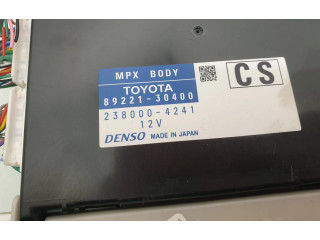 MPX BODY
TOYOTA
89221-30400
238000-4241
12V
DENSO MADE IN JAPAN
CS